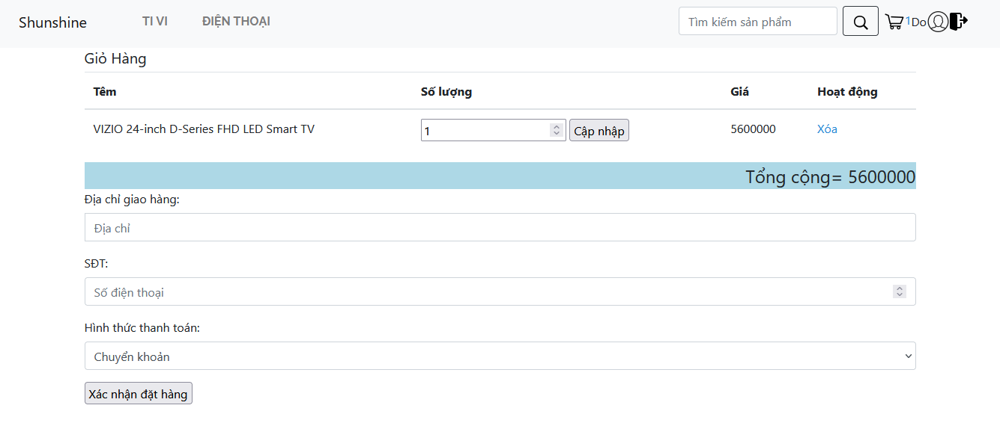 Shunshine TI VI ĐIỆN THOẠI Tìm kiếm sản phẩm 1 Do
Giỏ Hàng
Têm Số lượng Giá Hoạt động
VIZIO 24-inch D-Series FHD LED Smart TV 1 Cập nhập 5600000 Xóa
Tổng cộng= 5600000
Địa chỉ giao hàng:
Địa chỉ
SĐT:
Số điện thoại
Hình thức thanh toán:
Chuyển khoản
Xác nhận đặt hàng